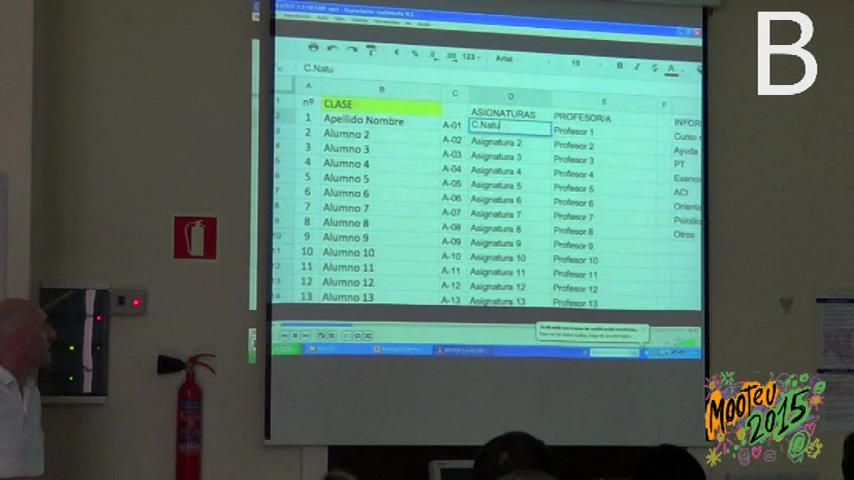 B
Arial
10
B I S A
123
C.Natu
A B C D E F
nº CLASE ASIGNATURAS PROFESOR/A
1 Apellido Nombre A-01 C.Natu Profesor 1
2 Alumno 2 A-02 Asignatura 2 Profesor 2
3 Alumno 3 A-03 Asignatura 3 Profesor 3
4 Alumno 4 A-04 Asignatura 4 Profesor 4
5 Alumno 5 A-05 Asignatura 5 Profesor 5
6 Alumno 6 A-06 Asignatura 6 Profesor 6
7 Alumno 7 A-07 Asignatura 7 Profesor 7
8 Alumno 8 A-08 Asignatura 8 Profesor 8
9 Alumno 9 A-09 Asignatura 9 Profesor 9
10 Alumno 10 A-10 Asignatura 10 Profesor 10
11 Alumno 11 A-11 Asignatura 11 Profesor 11
12 Alumno 12 A-12 Asignatura 12 Profesor 12
13 Alumno 13 A-13 Asignatura 13 Profesor 13
INFOR
Curso
Ayuda
PT
ACI
Otros
MooTeU
2015